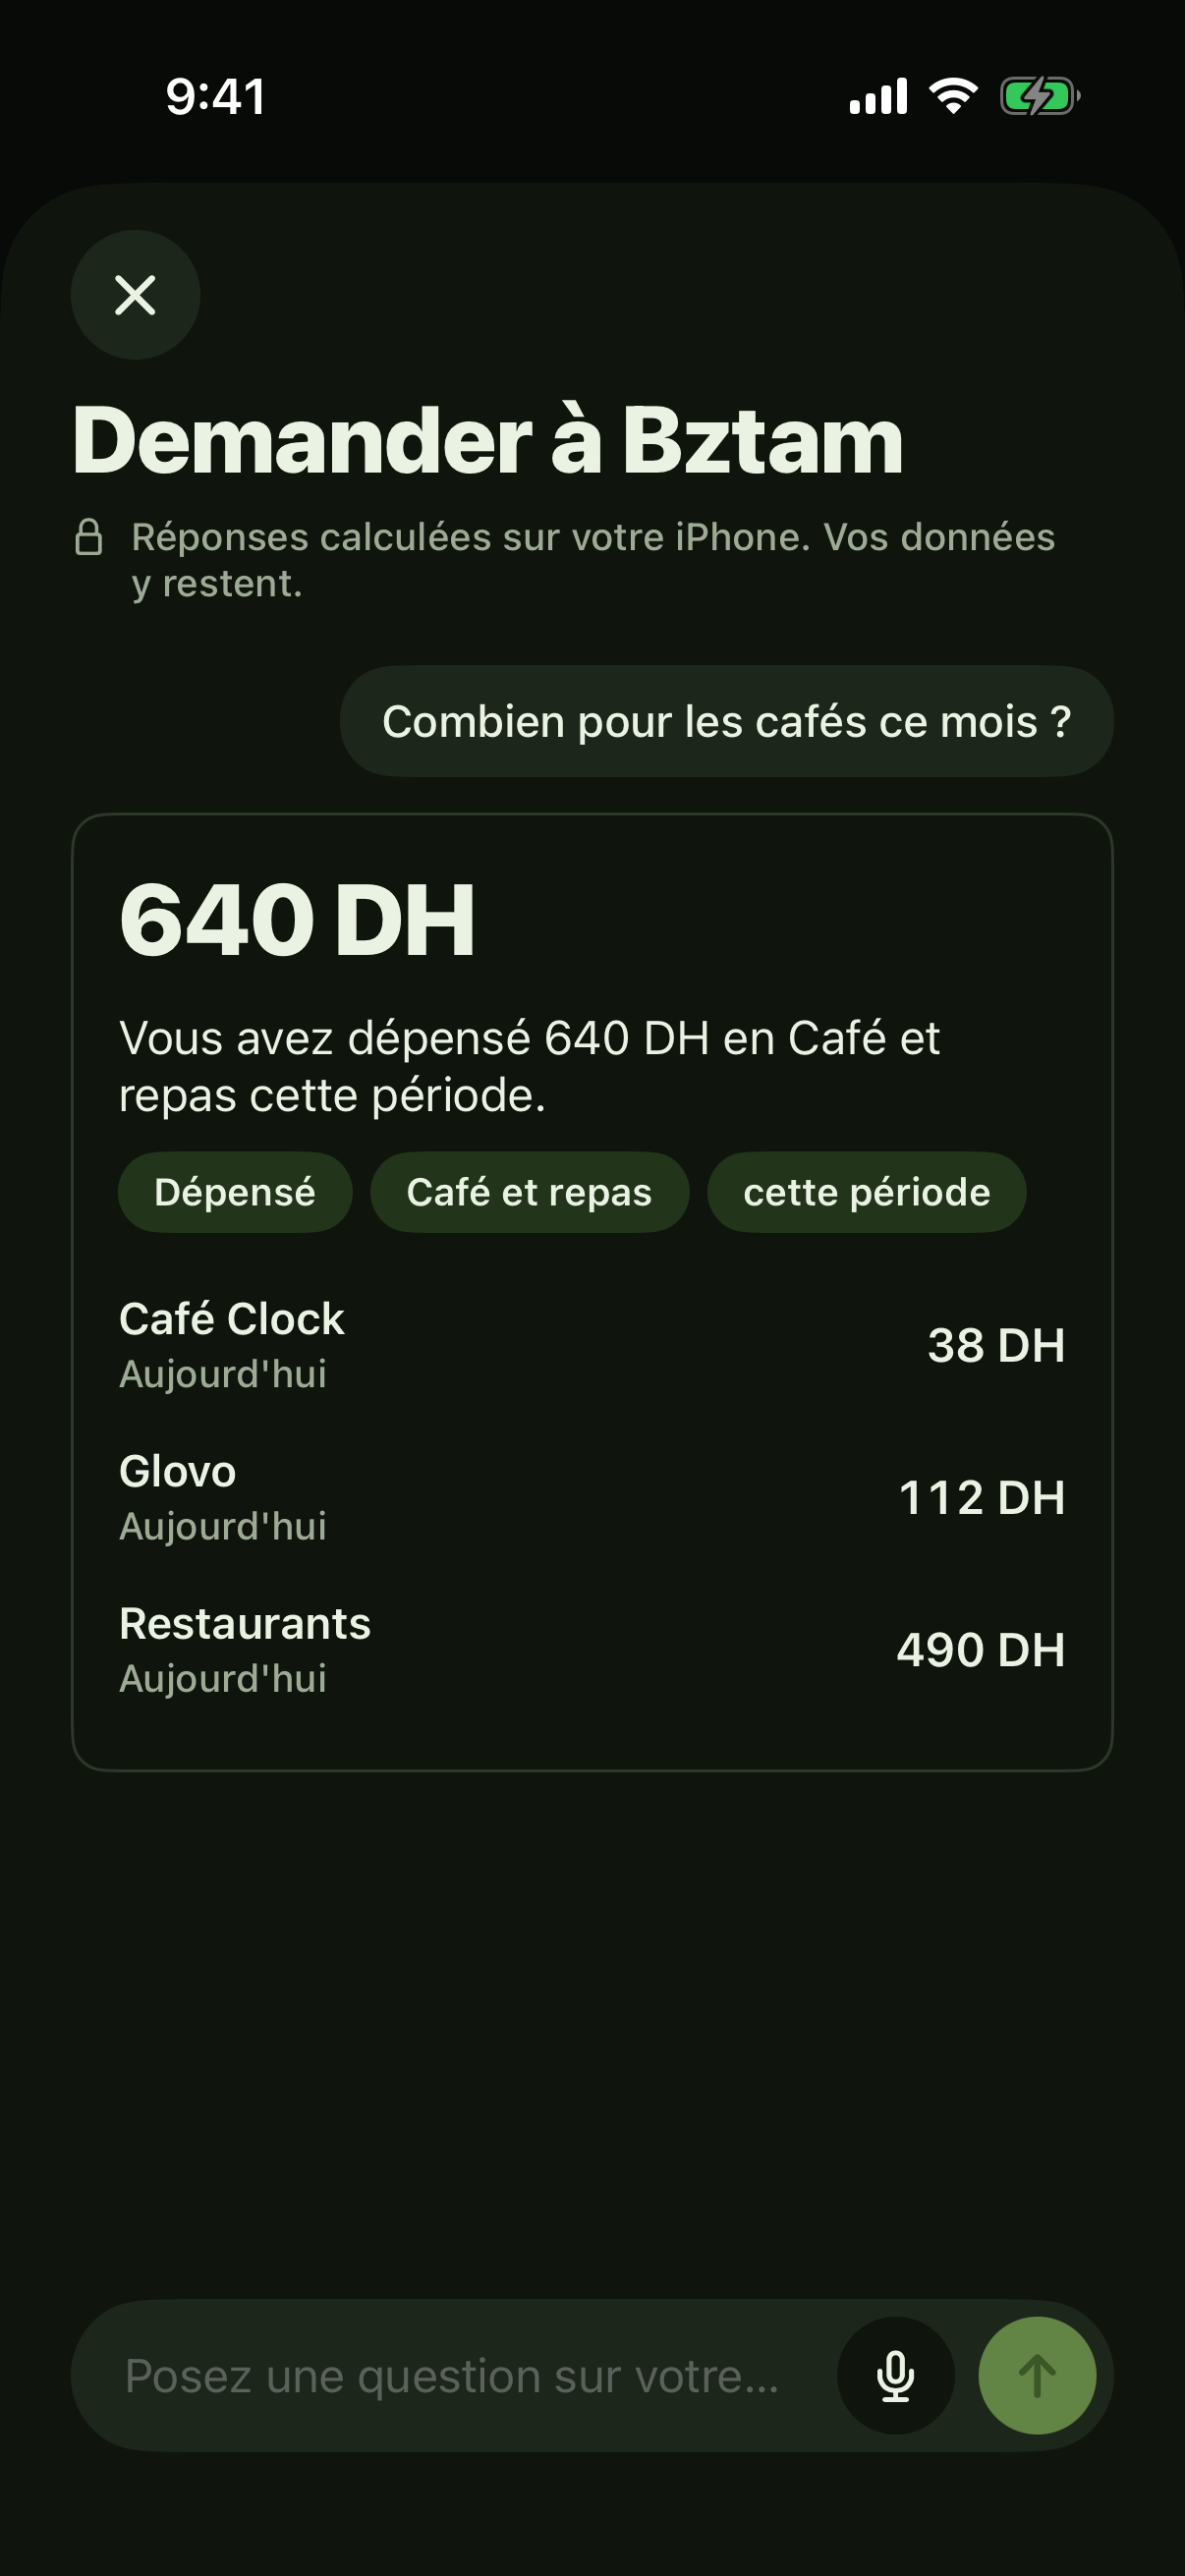 9:41
Demander à Bztam
Réponses calculées sur votre iPhone. Vos données
y restent.
Combien pour les cafés ce mois ?
640 DH
Vous avez dépensé 640 DH en Café et
repas cette période.
Dépensé Café et repas cette période
Café Clock
Aujourd'hui
38 DH
Glovo
Aujourd'hui
112 DH
Restaurants
Aujourd'hui
490 DH
Posez une question sur votre...